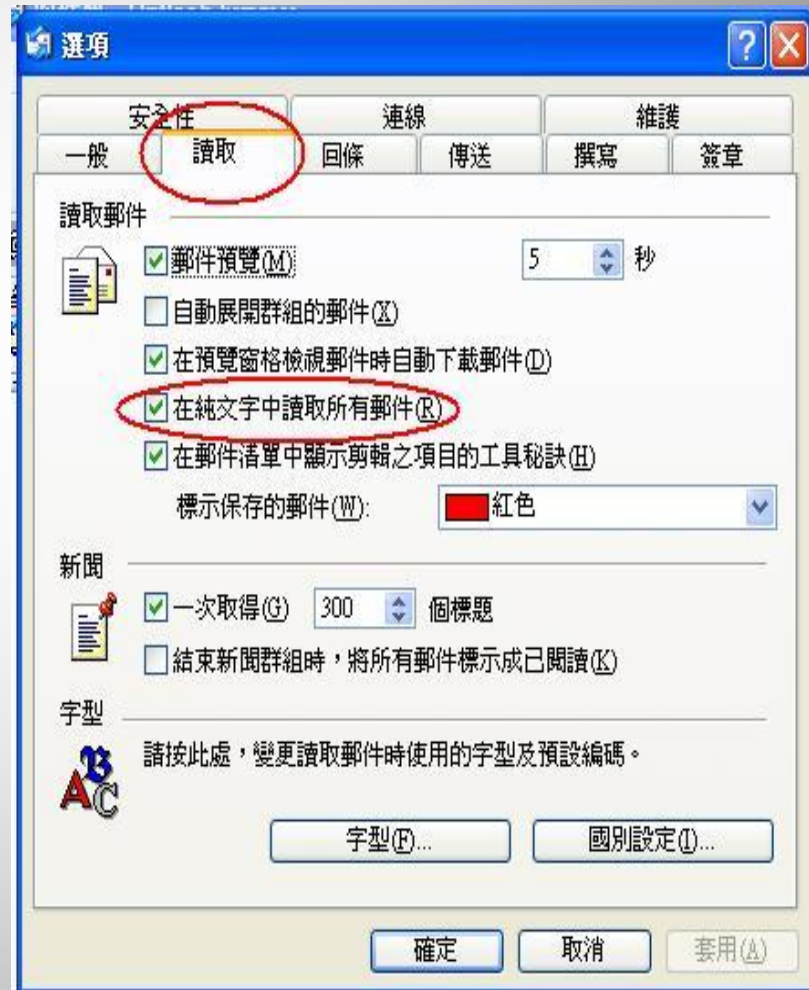 選項
安全性 連線 維護
一般 讀取 回條 傳送 撰寫 簽章
讀取郵件
郵件預覽(M) 5 秒
自動展開群組的郵件(X)
在預覽窗格檢視郵件時自動下載郵件(D)
在純文字中讀取所有郵件(R)
在郵件清單中顯示剪輯之項目的工具秘訣(H)
標示保存的郵件(W): 紅色
新聞
一次取得(G) 300 個標題
結束新聞群組時，將所有郵件標示成已閱讀(K)
字型
請按此處，變更讀取郵件時使用的字型及預設編碼。
字型(F)... 國別設定(I)...
確定 取消 套用(A)